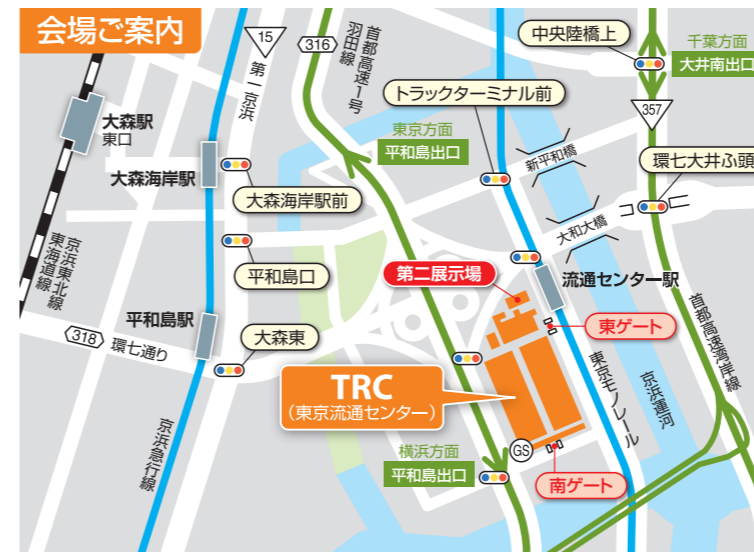 会場ご案内
15
第一京浜
316
首都高速1号
羽田線
中央陸橋上
千葉方面
大井南出口
357
トラックターミナル前
東京方面
平和島出口
新平和橋
環七大井ふ頭
大森駅
東口
大森海岸駅
大森海岸駅前
大和大橋
平和島口
第二展示場
流通センター駅
京浜東北線
東海道線
平和島駅
318
環七通り
大森東
東ゲート
首都高速湾岸線
TRC
(東京流通センター)
東京モノレール
京浜運河
京浜急行線
横浜方面
平和島出口
GS
南ゲート